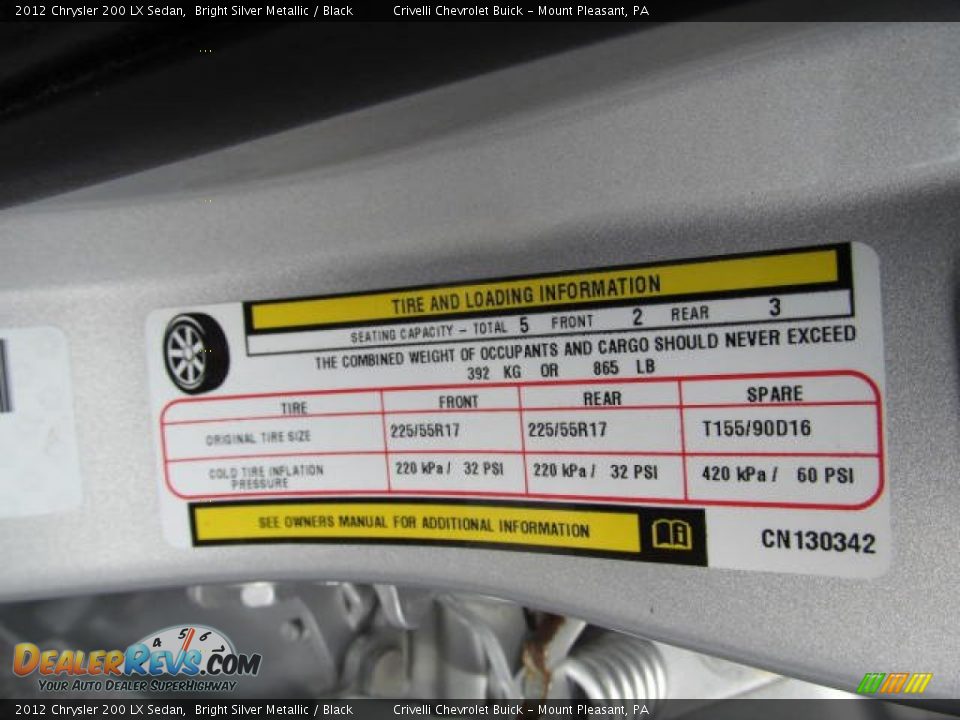 2012 Chrysler 200 LX Sedan, Bright Silver Metallic / Black Crivelli Chevrolet Buick - Mount Pleasant, PA
TIRE AND LOADING INFORMATION
SEATING CAPACITY - TOTAL 5 FRONT 2 REAR 3
THE COMBINED WEIGHT OF OCCUPANTS AND CARGO SHOULD NEVER EXCEED
392 KG OR 865 LB
TIRE FRONT REAR SPARE
ORIGINAL TIRE SIZE 225/55R17 225/55R17 T155/90D16
COLD TIRE INFLATION
PRESSURE 220 kPa / 32 PSI 220 kPa / 32 PSI 420 kPa / 60 PSI
SEE OWNERS MANUAL FOR ADDITIONAL INFORMATION
CN130342
4 5 6
DEALERREVS.COM
YOUR AUTO DEALER SUPERHIGHWAY
2012 Chrysler 200 LX Sedan, Bright Silver Metallic / Black Crivelli Chevrolet Buick - Mount Pleasant, PA